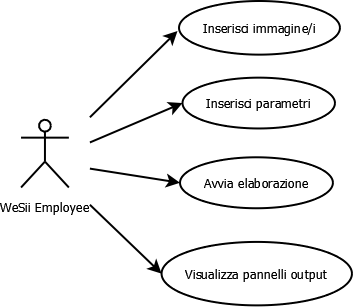 Inserisci immagine/i
Inserisci parametri
WeSii Employee
Avvia elaborazione
Visualizza pannelli output